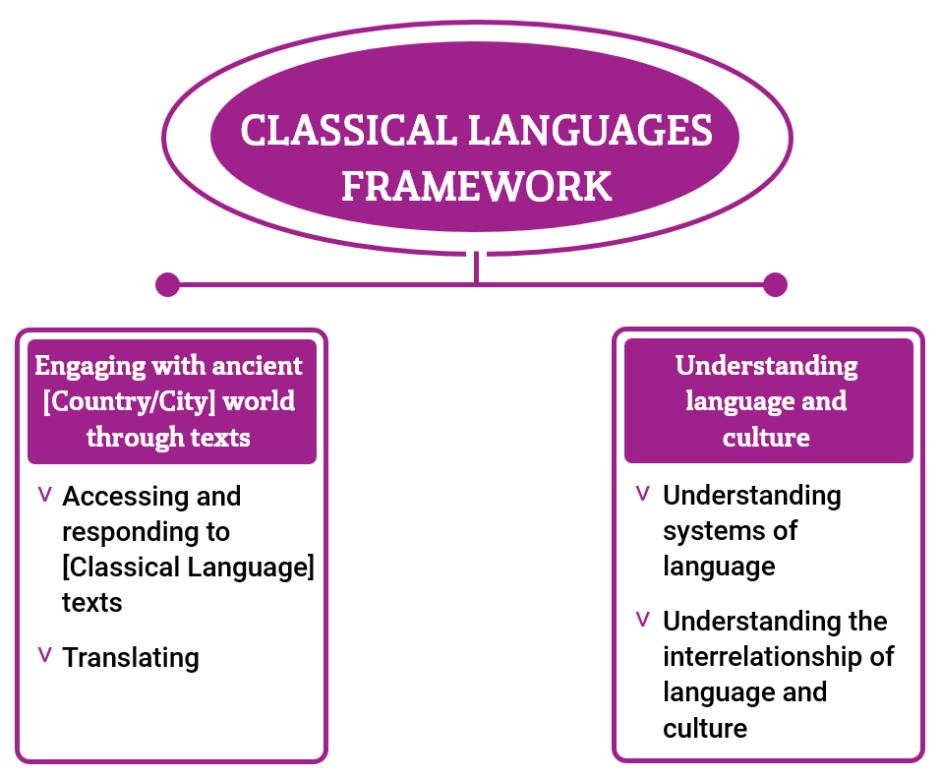 CLASSICAL LANGUAGES
FRAMEWORK
Engaging with ancient
[Country/City] world
through texts
v Accessing and
responding to
[Classical Language]
texts
v Translating
Understanding
language and
culture
v Understanding
systems of
language
v Understanding the
interrelationship of
language and
culture